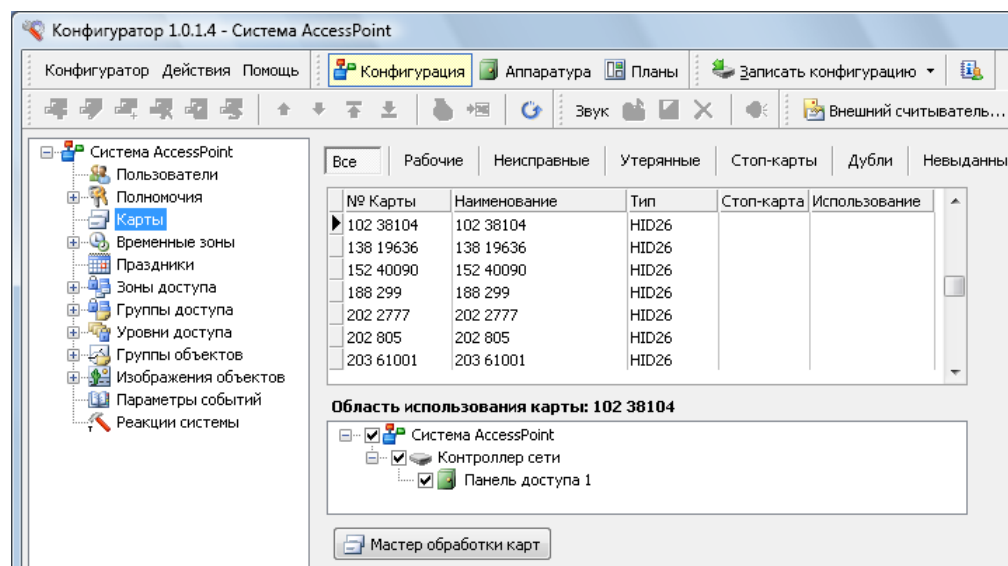 Конфигуратор 1.0.1.4 - Система AccessPoint
Конфигуратор Действия Помощь Конфигурация Аппаратура Планы Записать конфигурацию
Звук Внешний считыватель...
Система AccessPoint
Пользователи
Полномочия
Карты
Временные зоны
Праздники
Зоны доступа
Группы доступа
Уровни доступа
Группы объектов
Изображения объектов
Параметры событий
Реакции системы
Все Рабочие Неисправные Утерянные Стоп-карты Дубли Невыданны
№ Карты Наименование Тип Стоп-карта Использование
102 38104 102 38104 HID26
138 19636 138 19636 HID26
152 40090 152 40090 HID26
188 299 188 299 HID26
202 2777 202 2777 HID26
202 805 202 805 HID26
203 61001 203 61001 HID26
Область использования карты: 102 38104
Система AccessPoint
Контроллер сети
Панель доступа 1
Мастер обработки карт